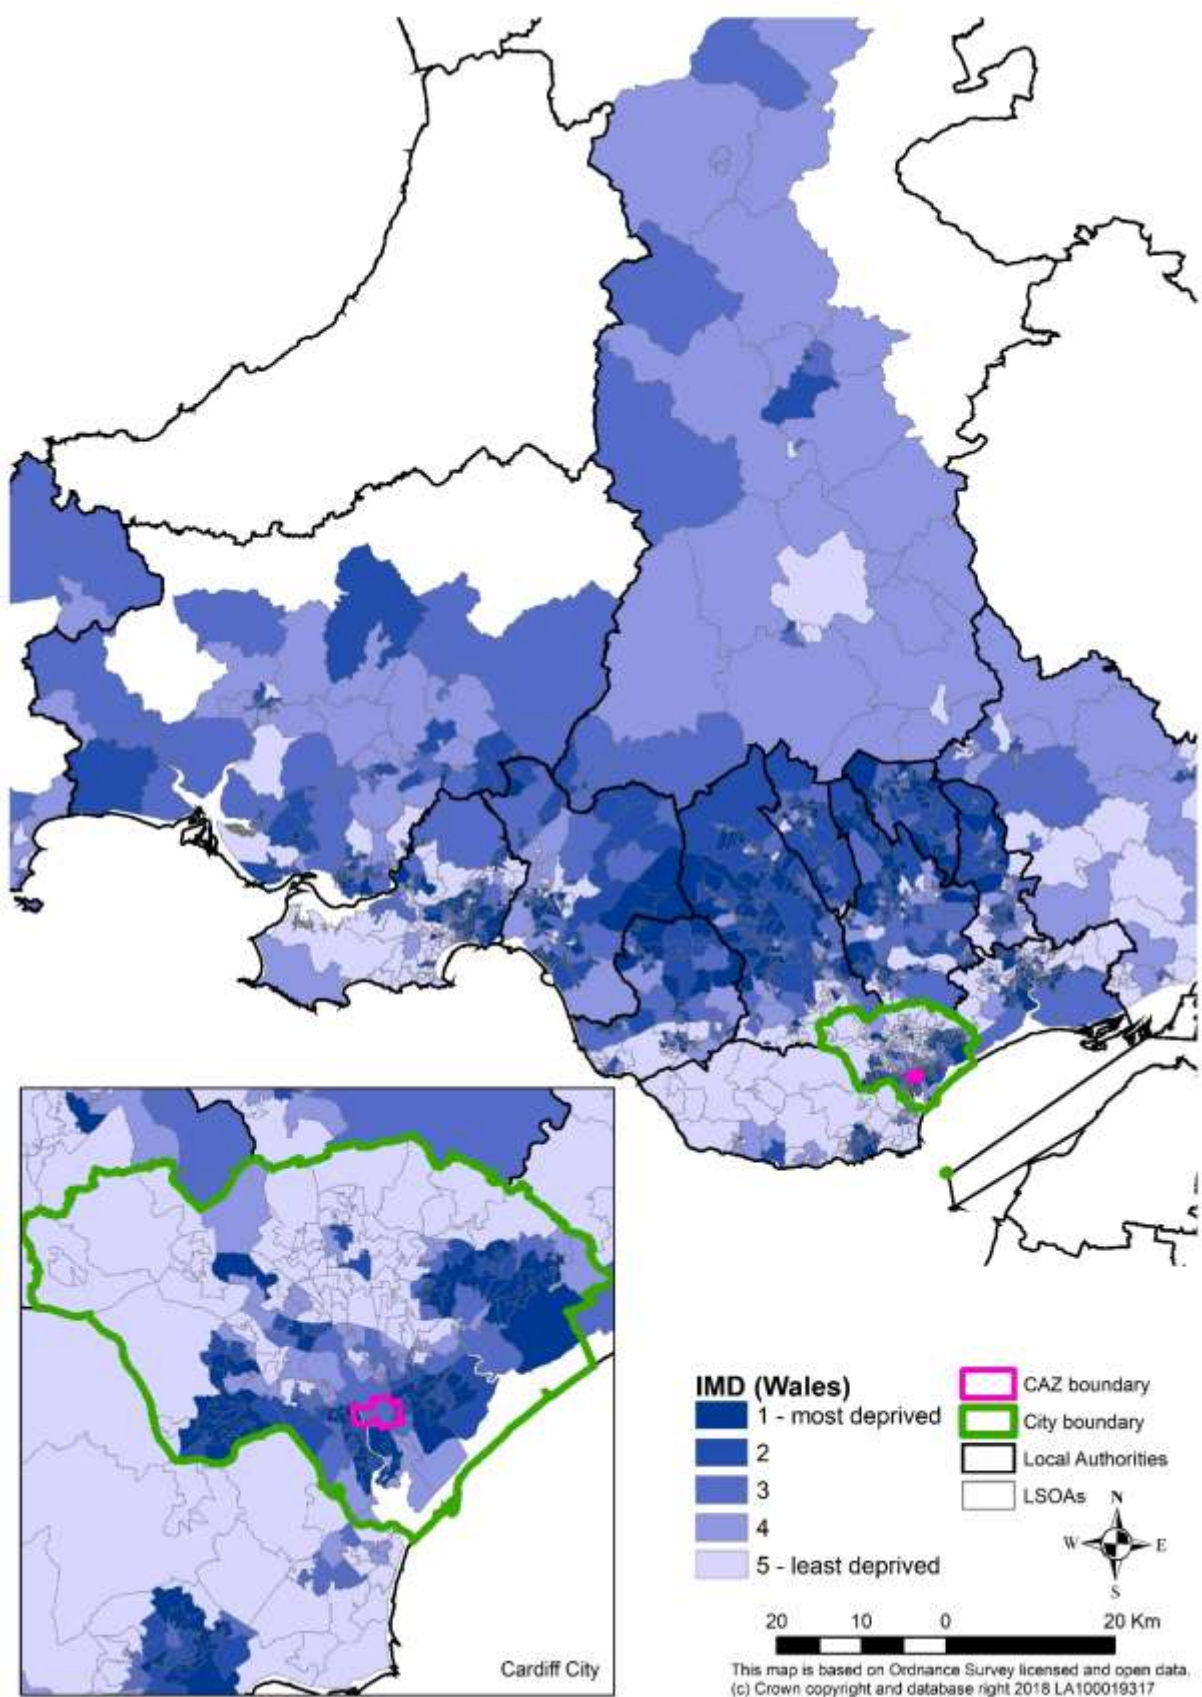 Cardiff City
IMD (Wales)
1 - most deprived
2
3
4
5 - least deprived
CAZ boundary
City boundary
Local Authorities
LSOAs
N
W
E
S
20 10 0 20 Km
This map is based on Ordnance Survey licensed and open data.
(c) Crown copyright and database right 2018 LA100019317